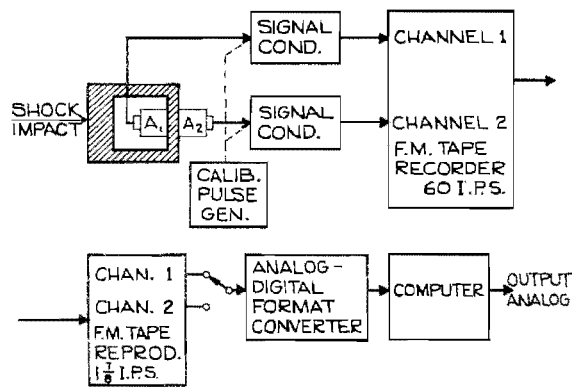 SIGNAL
COND.
CHANNEL 1
SHOCK
IMPACT
A₁
A₂
SIGNAL
COND.
CHANNEL 2
F.M. TAPE
RECORDER
60 I.P.S.
CALIB.
PULSE
GEN.
CHAN. 1
CHAN. 2
F.M. TAPE
REPROD.
1 7/8 I.P.S.
ANALOG-
DIGITAL
FORMAT
CONVERTER
COMPUTER
OUTPUT
ANALOG